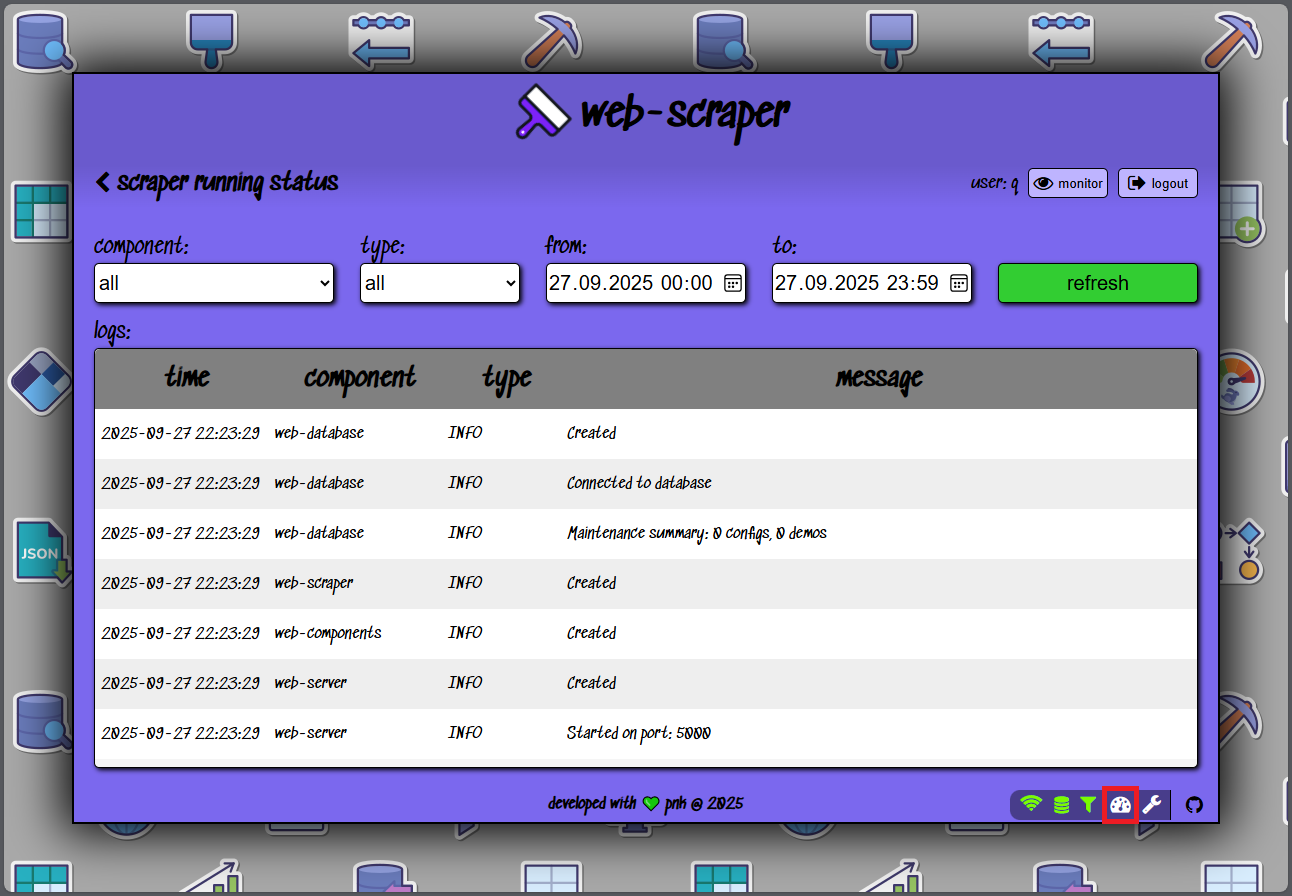 web-scraper
scraper running status
user: q
monitor
logout
component:
type:
from:
to:
all
all
27.09.2025 00:00
27.09.2025 23:59
refresh
logs:
time component type message
2025-09-27 22:23:29 web-database INFO Created
2025-09-27 22:23:29 web-database INFO Connected to database
2025-09-27 22:23:29 web-database INFO Maintenance summary: 0 configs, 0 demos
2025-09-27 22:23:29 web-scraper INFO Created
2025-09-27 22:23:29 web-components INFO Created
2025-09-27 22:23:29 web-server INFO Created
2025-09-27 22:23:29 web-server INFO Started on port: 5000
JSON
developed with 💚 pnk @ 2025